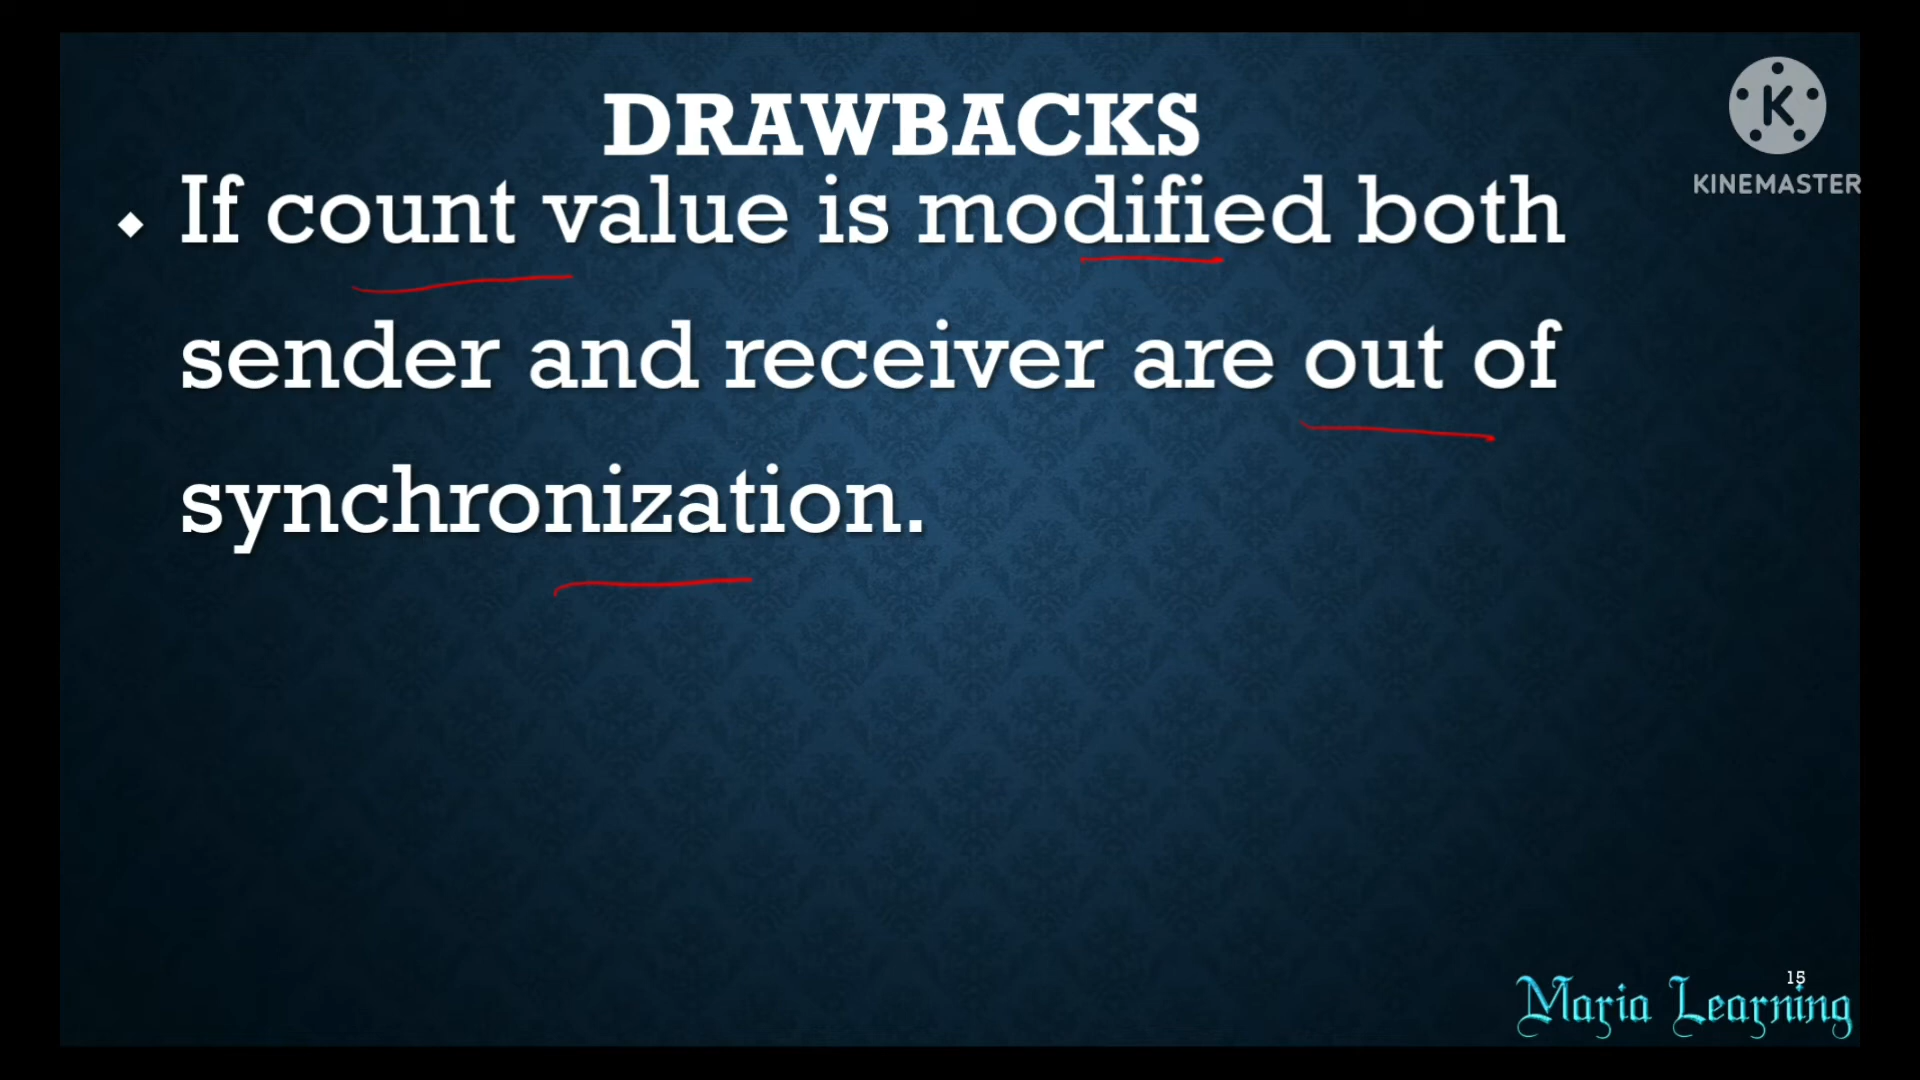 DRAWBACKS
If count value is modified both
sender and receiver are out of
synchronization.
K
KINEMASTER
15
Maria Learning